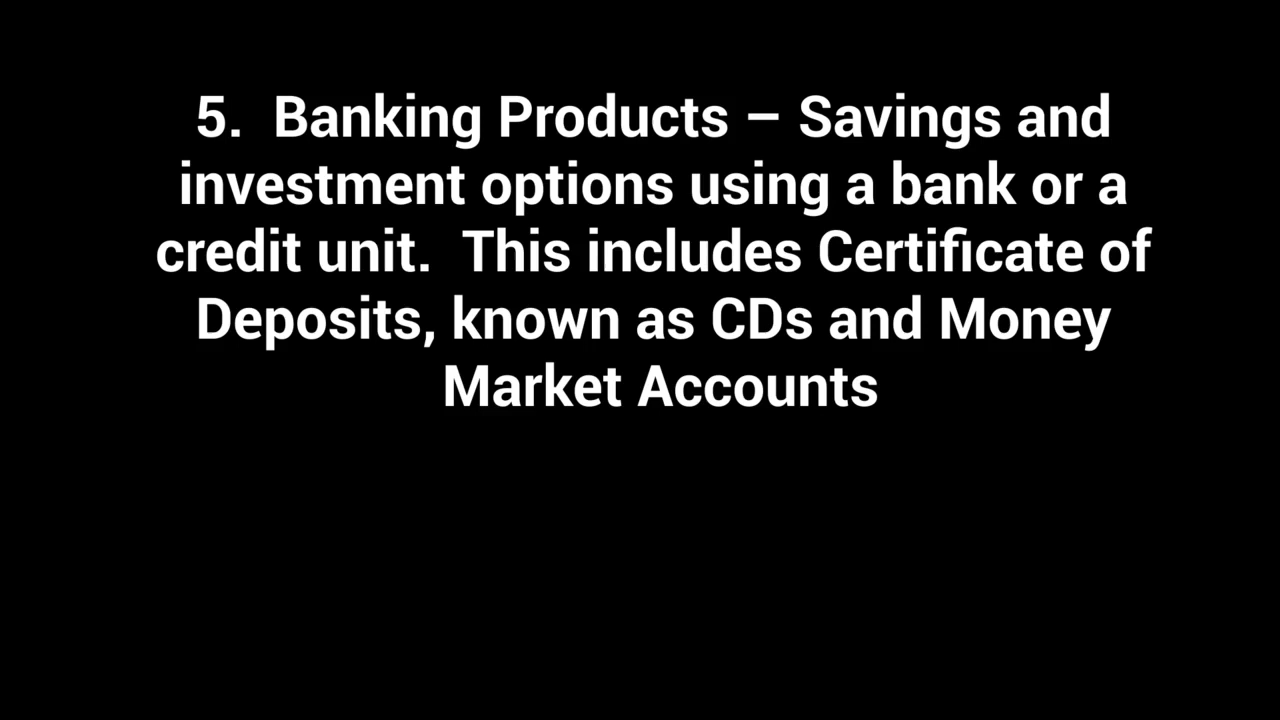 5.  Banking Products – Savings and
investment options using a bank or a
credit unit.  This includes Certificate of
Deposits, known as CDs and Money
Market Accounts